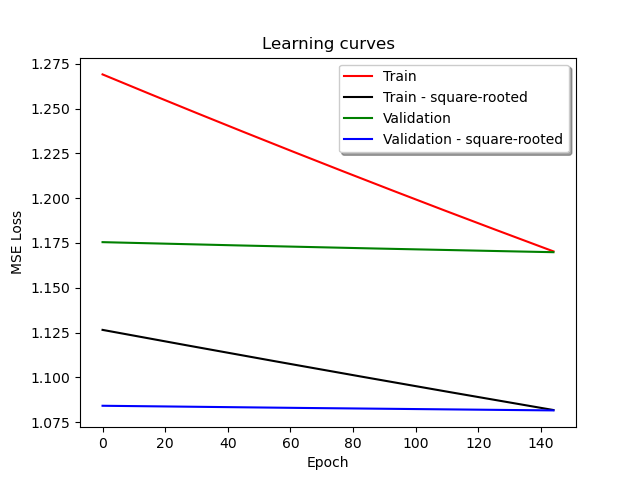 Learning curves
1.275
1.250
1.225
1.200
1.175
1.150
1.125
1.100
1.075
MSE Loss
Train
Train - square-rooted
Validation
Validation - square-rooted
0 20 40 60 80 100 120 140
Epoch